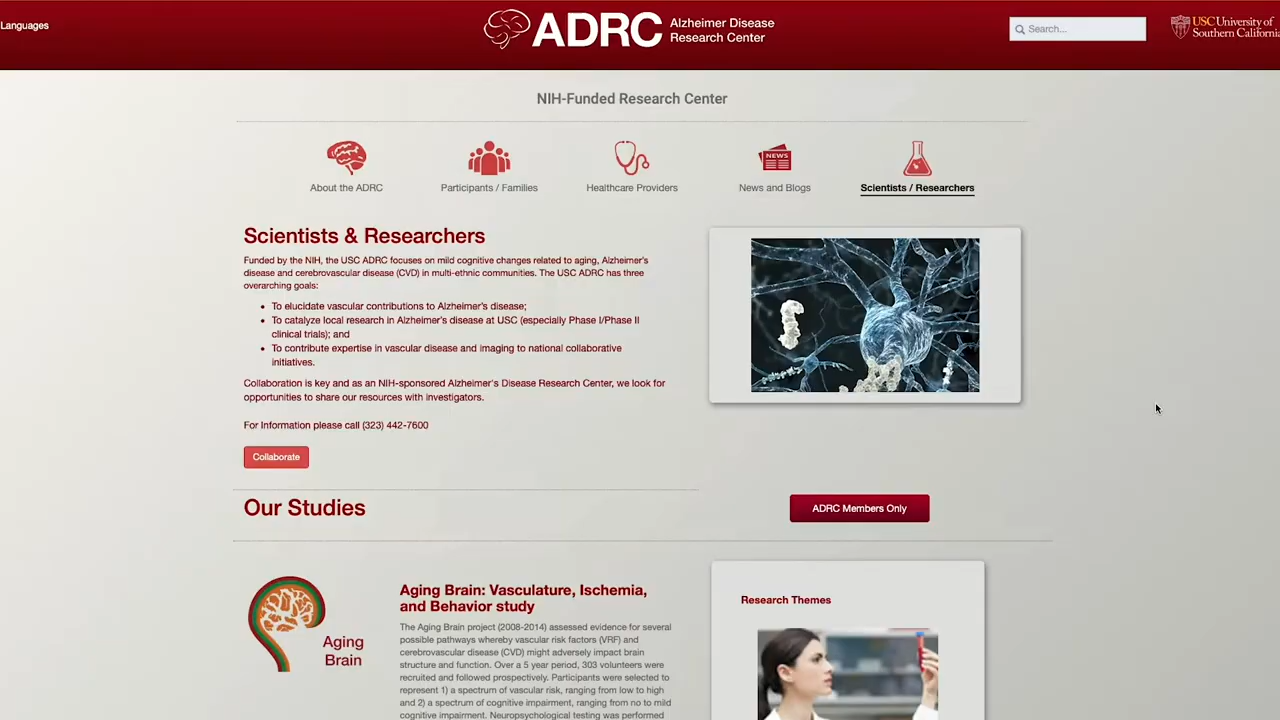 Languages
ADRC Alzheimer Disease
Research Center
Search...
USC University of
Southern California
NIH-Funded Research Center
NEWS
About the ADRC
Participants / Families
Healthcare Providers
News and Blogs
Scientists / Researchers
Scientists & Researchers
Funded by the NIH, the USC ADRC focuses on mild cognitive changes related to aging, Alzheimer's
disease and cerebrovascular disease (CVD) in multi-ethnic communities. The USC ADRC has three
overarching goals:
• To elucidate vascular contributions to Alzheimer's disease;
• To catalyze local research in Alzheimer's disease at USC (especially Phase I/Phase II
clinical trials); and
• To contribute expertise in vascular disease and imaging to national collaborative
initiatives.
Collaboration is key and as an NIH-sponsored Alzheimer's Disease Research Center, we look for
opportunities to share our resources with investigators.
For Information please call (323) 442-7600
Collaborate
Our Studies
ADRC Members Only
Aging
Brain
Aging Brain: Vasculature, Ischemia,
and Behavior study
The Aging Brain project (2008-2014) assessed evidence for several
possible pathways whereby vascular risk factors (VRF) and
cerebrovascular disease (CVD) might adversely impact brain
structure and function. Over a 5 year period, 303 volunteers were
recruited and followed prospectively. Participants were selected to
represent 1) a spectrum of vascular risk, ranging from low to high
and 2) a spectrum of cognitive impairment, ranging from no to mild
cognitive impairment. Neuropsychological testing was performed
Research Themes